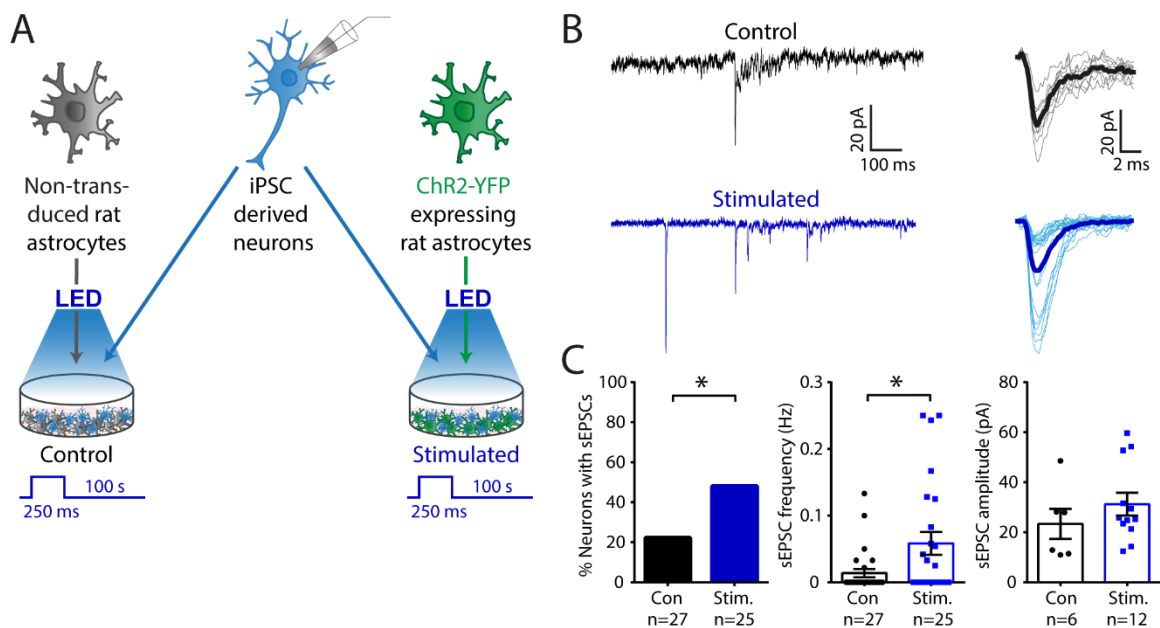 A
Non-trans-
duced rat
astrocytes
iPSC
derived
neurons
ChR2-YFP
expressing
rat astrocytes
LED
LED
Control
100 s
250 ms
Stimulated
100 s
250 ms
B
Control
20 pA
100 ms
20 pA
2 ms
Stimulated
C
% Neurons with sEPSCs
100
80
60
40
20
0
*
Con
n=27
Stim.
n=25
sEPSC frequency (Hz)
0.3
0.2
0.1
0
*
Con
n=27
Stim.
n=25
sEPSC amplitude (pA)
80
60
40
20
0
Con
n=6
Stim.
n=12